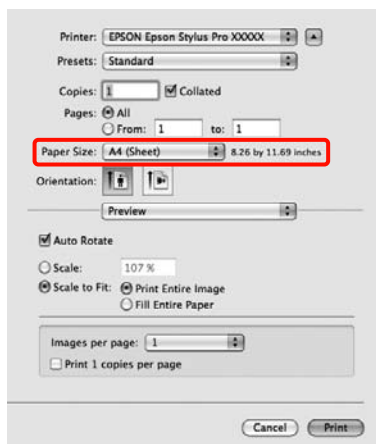 Printer: EPSON Epson Stylus Pro XXXXX
Presets: Standard
Copies: 1 Collated
Pages: All
From: 1 to: 1
Paper Size: A4 (Sheet) 8.26 by 11.69 inches
Orientation:
Preview
Auto Rotate
Scale: 107 %
Scale to Fit: Print Entire Image
Fill Entire Paper
Images per page: 1
Print 1 copies per page
Cancel Print